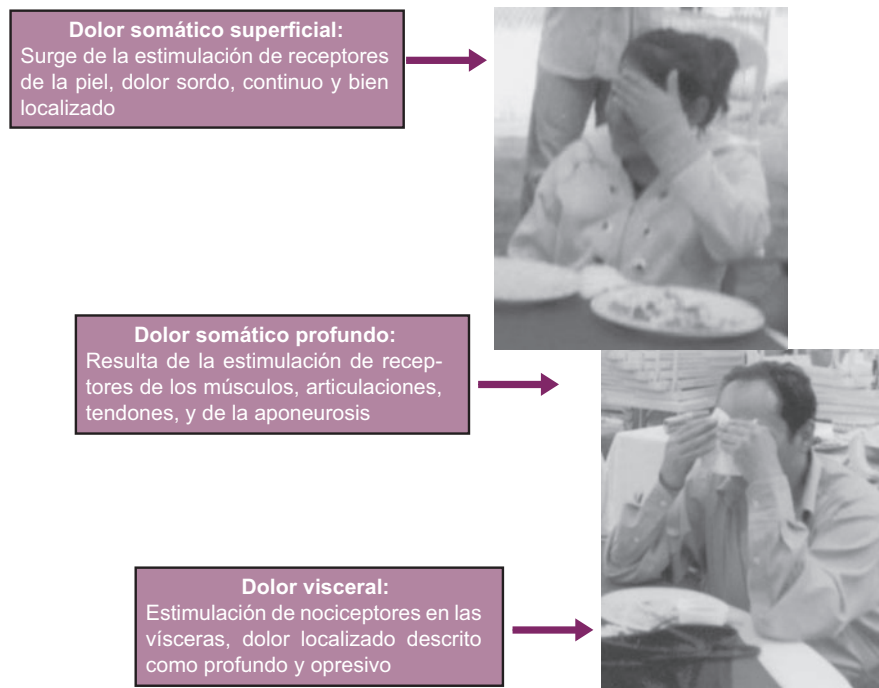 Dolor somático superficial:
Surge de la estimulación de receptores
de la piel, dolor sordo, continuo y bien
localizado
Dolor somático profundo:
Resulta de la estimulación de recep-
tores de los músculos, articulaciones,
tendones, y de la aponeurosis
Dolor visceral:
Estimulación de nociceptores en las
vísceras, dolor localizado descrito
como profundo y opresivo